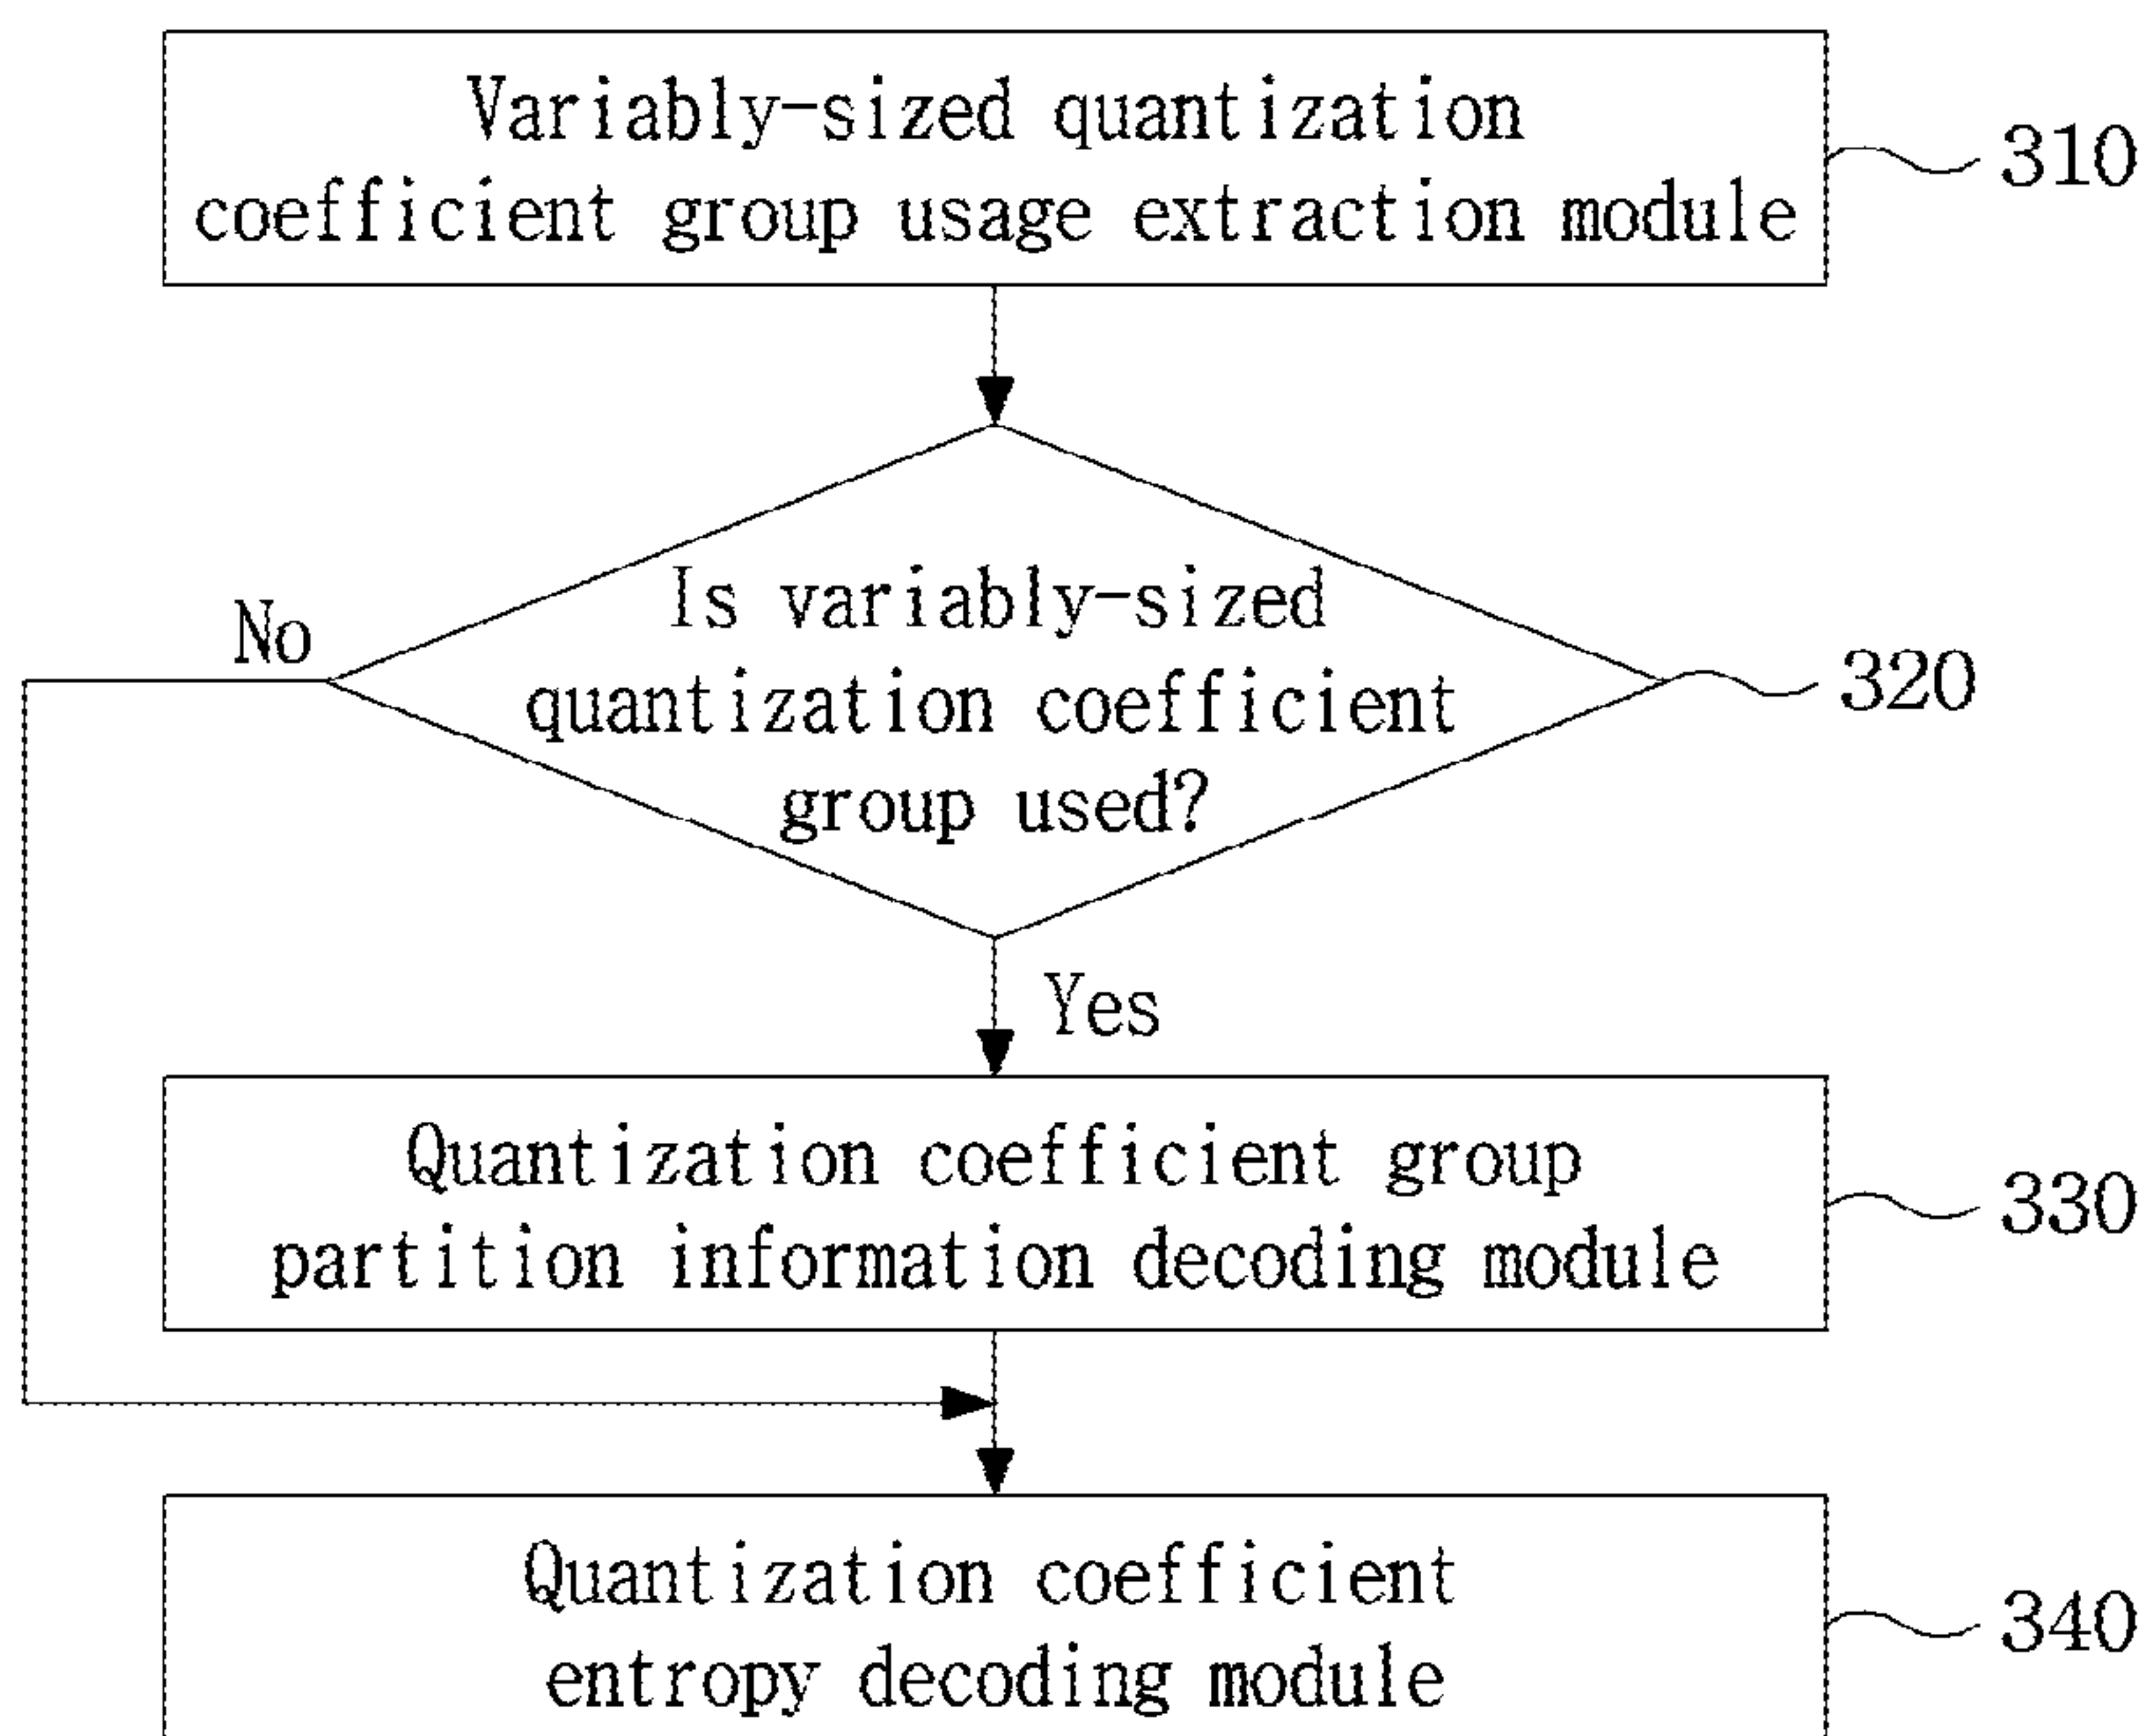 Variably-sized quantization
coefficient group usage extraction module
310
Is variably-sized
No
quantization coefficient
320
group used?
Yes
Quantization coefficient group
partition information decoding module
330
Quantization coefficient
entropy decoding module
340